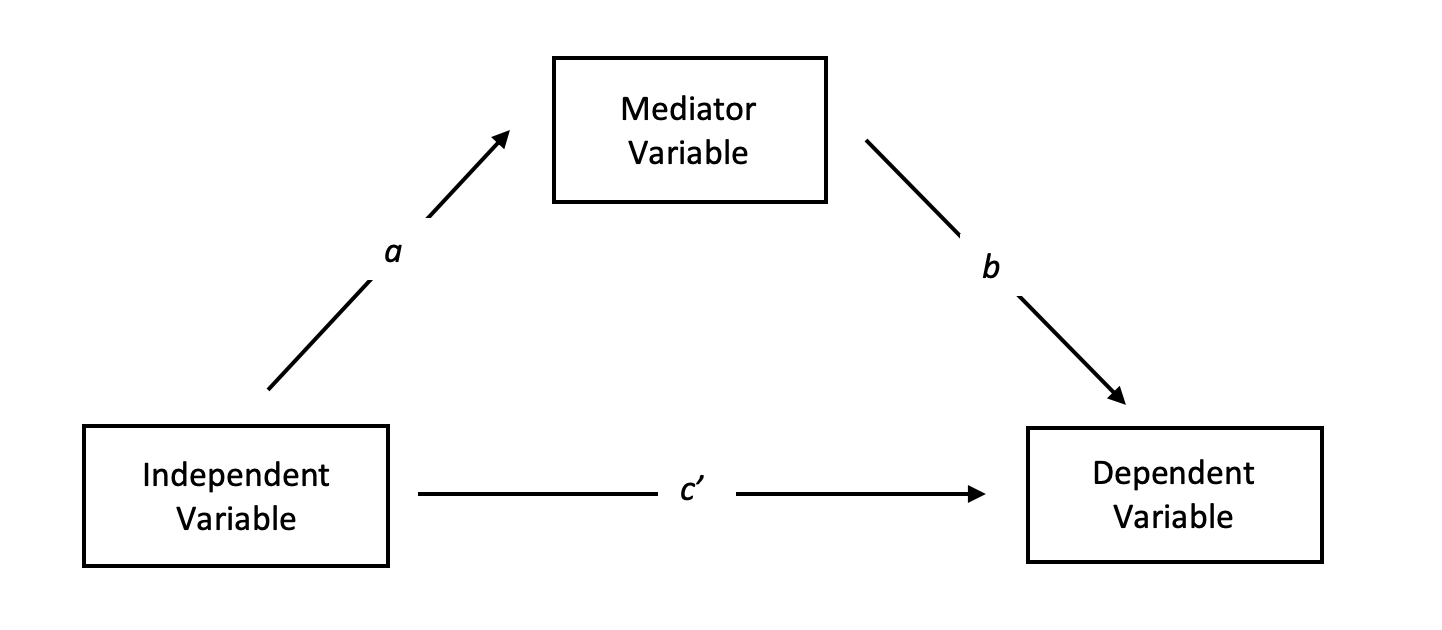 Mediator
Variable
a
b
Independent
Variable
c’
Dependent
Variable